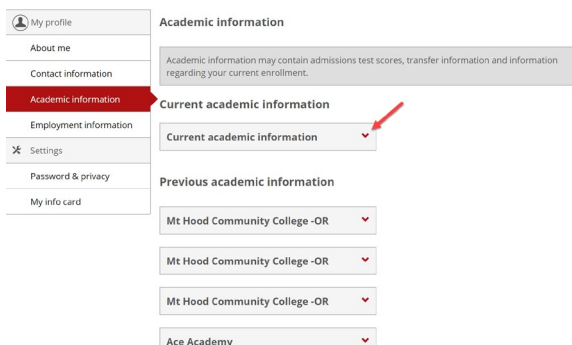 My profile
About me
Contact information
Academic information
Employment information
Settings
Password & privacy
My info card
Academic information
Academic information may contain admissions test scores, transfer information and information
regarding your current enrollment.
Current academic information
Current academic information
Previous academic information
Mt Hood Community College -OR
Mt Hood Community College -OR
Mt Hood Community College -OR
Ace Academy